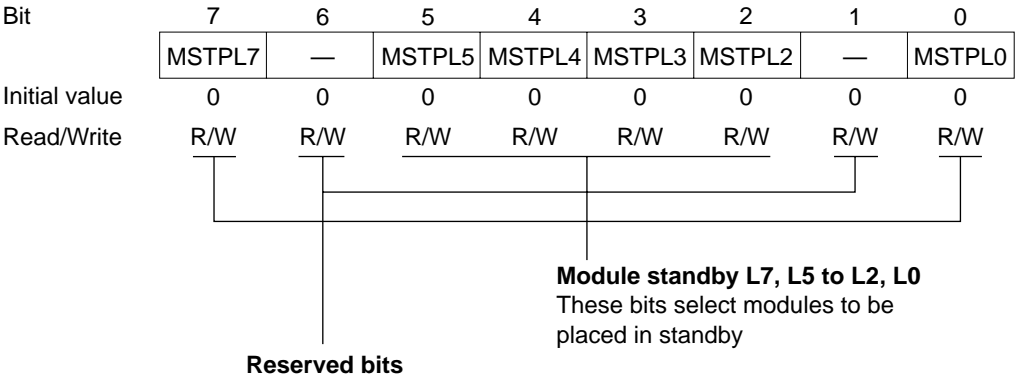 Bit 7 6 5 4 3 2 1 0
MSTPL7 — MSTPL5 MSTPL4 MSTPL3 MSTPL2 — MSTPL0
Initial value 0 0 0 0 0 0 0 0
Read/Write R/W R/W R/W R/W R/W R/W R/W R/W
Module standby L7, L5 to L2, L0
These bits select modules to be
placed in standby
Reserved bits